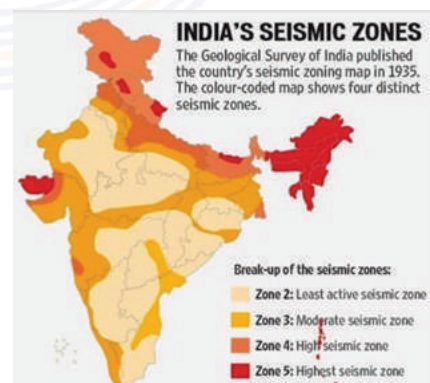 INDIA'S SEISMIC ZONES
The Geological Survey of India published
the country's seismic zoning map in 1935.
The colour-coded map shows four distinct
seismic zones.
Break-up of the seismic zones:
Zone 2: Least active seismic zone
Zone 3: Moderate seismic zone
Zone 4: High seismic zone
Zone 5: Highest seismic zone